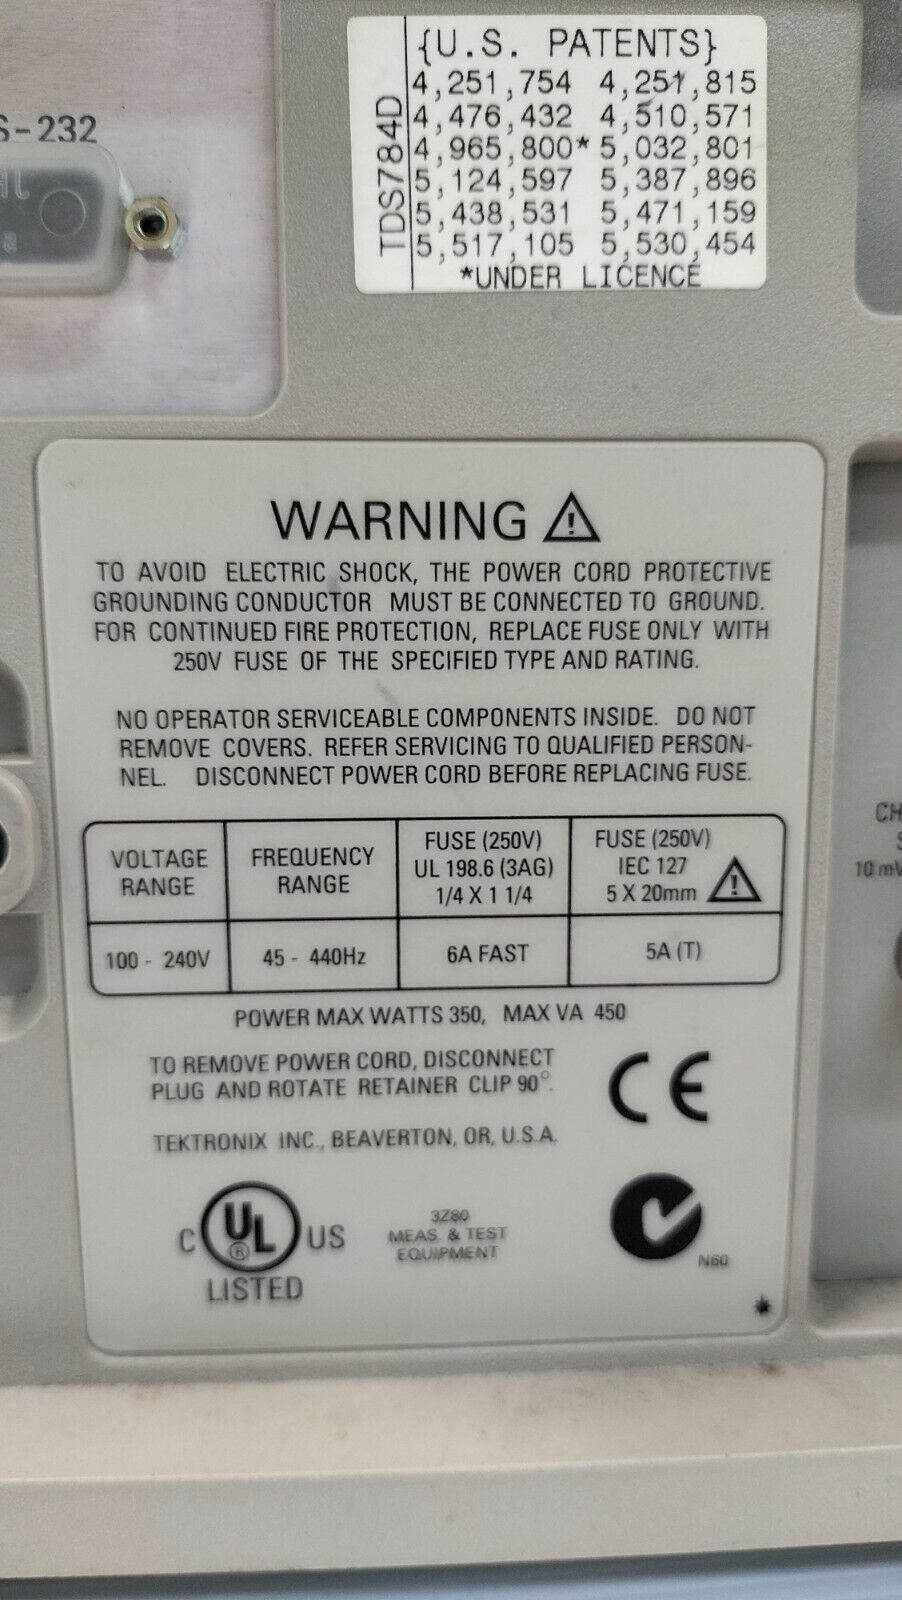 S-232
TDS784D
{U.S. PATENTS}
4,251,754 4,251,815
4,476,432 4,510,571
4,965,800* 5,032,801
5,124,597 5,387,896
5,438,531 5,471,159
5,517,105 5,530,454
*UNDER LICENCE
WARNING
TO AVOID ELECTRIC SHOCK, THE POWER CORD PROTECTIVE
GROUNDING CONDUCTOR MUST BE CONNECTED TO GROUND.
FOR CONTINUED FIRE PROTECTION, REPLACE FUSE ONLY WITH
250V FUSE OF THE SPECIFIED TYPE AND RATING.
NO OPERATOR SERVICEABLE COMPONENTS INSIDE. DO NOT
REMOVE COVERS. REFER SERVICING TO QUALIFIED PERSON-
NEL. DISCONNECT POWER CORD BEFORE REPLACING FUSE.
VOLTAGE
RANGE
FREQUENCY
RANGE
FUSE (250V)
UL 198.6 (3AG)
1/4 X 1 1/4
FUSE (250V)
IEC 127
5 X 20mm
100 - 240V
45 - 440Hz
6A FAST
5A (T)
POWER MAX WATTS 350, MAX VA 450
TO REMOVE POWER CORD, DISCONNECT
PLUG AND ROTATE RETAINER CLIP 90°.
CE
TEKTRONIX INC., BEAVERTON, OR, U.S.A.
C UL ® US
LISTED
3Z80
MEAS. & TEST
EQUIPMENT
N60
CH
S
10 mV